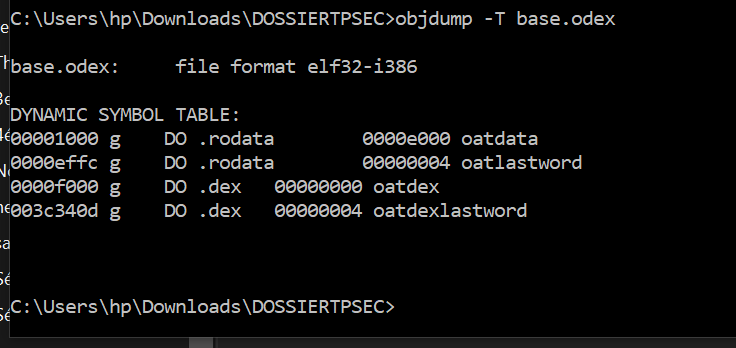 C:\Users\hp\Downloads\DOSSIERTPSEC>objdump -T base.odex
base.odex:     file format elf32-i386
DYNAMIC SYMBOL TABLE:
00001000 g    DO .rodata        0000e000 oatdata
0000effc g    DO .rodata        00000004 oatlastword
0000f000 g    DO .dex   00000000 oatdex
003c340d g    DO .dex   00000004 oatdexlastword
C:\Users\hp\Downloads\DOSSIERTPSEC>